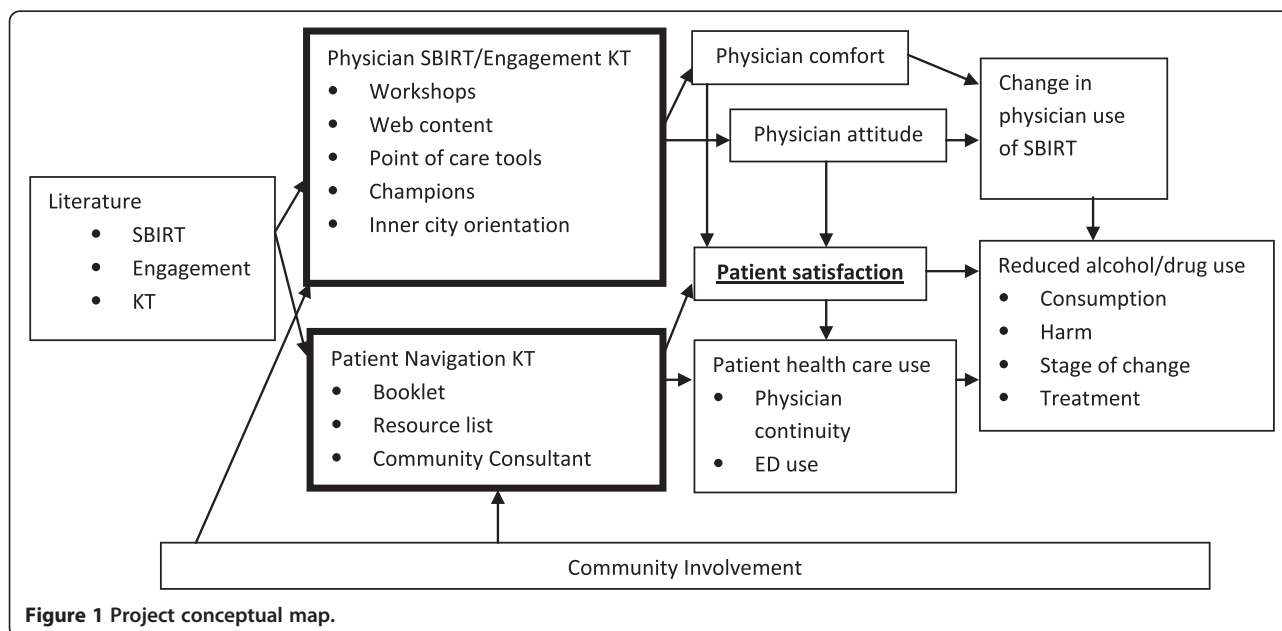 Literature
• SBIRT
• Engagement
• KT
Physician SBIRT/Engagement KT
• Workshops
• Web content
• Point of care tools
• Champions
• Inner city orientation
Patient Navigation KT
• Booklet
• Resource list
• Community Consultant
Physician comfort
Physician attitude
Patient satisfaction
Patient health care use
• Physician
continuity
• ED use
Change in
physician use
of SBIRT
Reduced alcohol/drug use
• Consumption
• Harm
• Stage of change
• Treatment
Community Involvement
Figure 1 Project conceptual map.